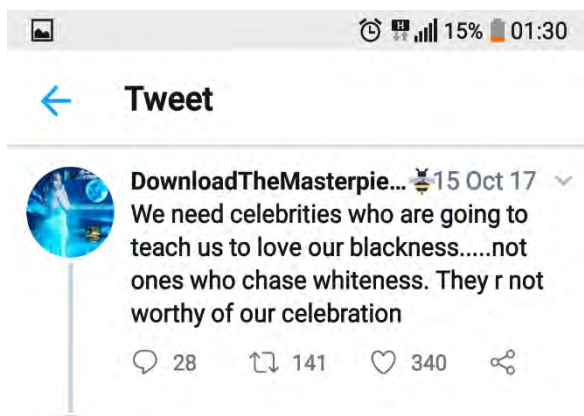 15% 01:30
Tweet
DownloadTheMasterpie... 🐝15 Oct 17
We need celebrities who are going to
teach us to love our blackness.....not
ones who chase whiteness. They r not
worthy of our celebration
28 141 340